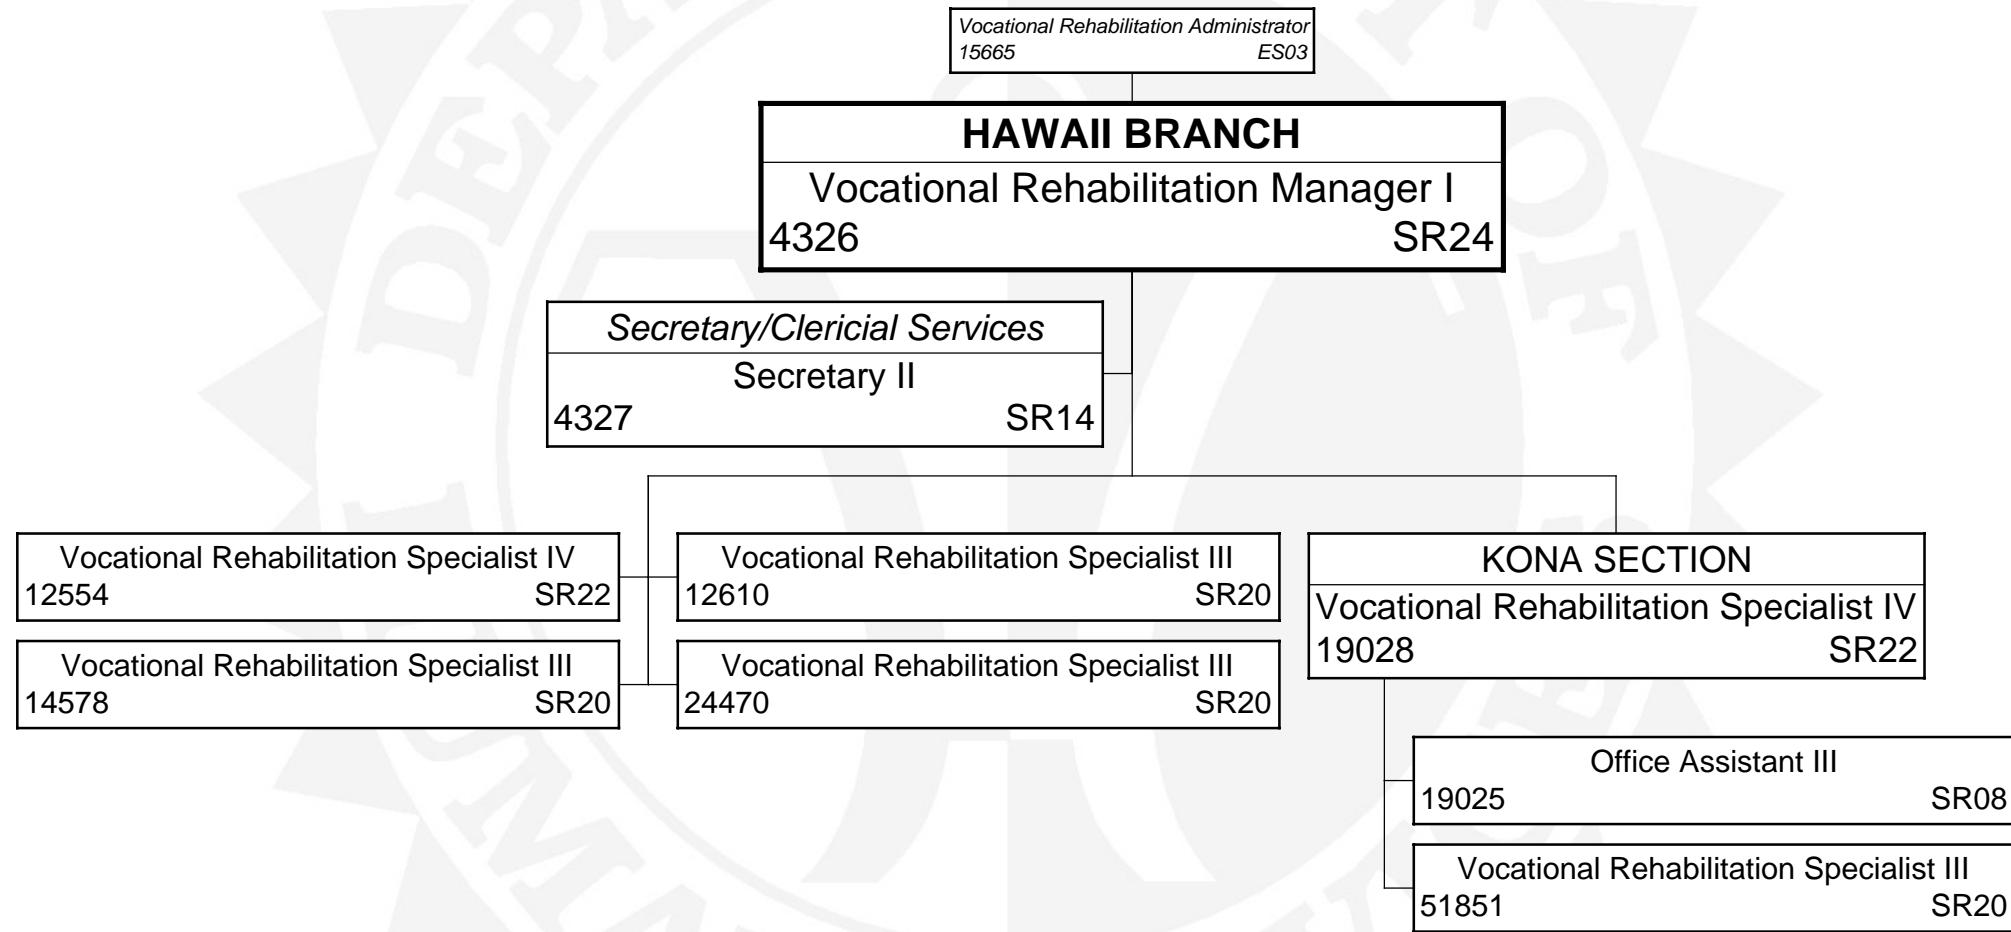 Vocational Rehabilitation Administrator
15665 ES03
HAWAII BRANCH
Vocational Rehabilitation Manager I
4326 SR24
Secretary/Clericial Services
Secretary II
4327 SR14
Vocational Rehabilitation Specialist IV
12554 SR22
Vocational Rehabilitation Specialist III
12610 SR20
Vocational Rehabilitation Specialist III
14578 SR20
Vocational Rehabilitation Specialist III
24470 SR20
KONA SECTION
Vocational Rehabilitation Specialist IV
19028 SR22
Office Assistant III
19025 SR08
Vocational Rehabilitation Specialist III
51851 SR20